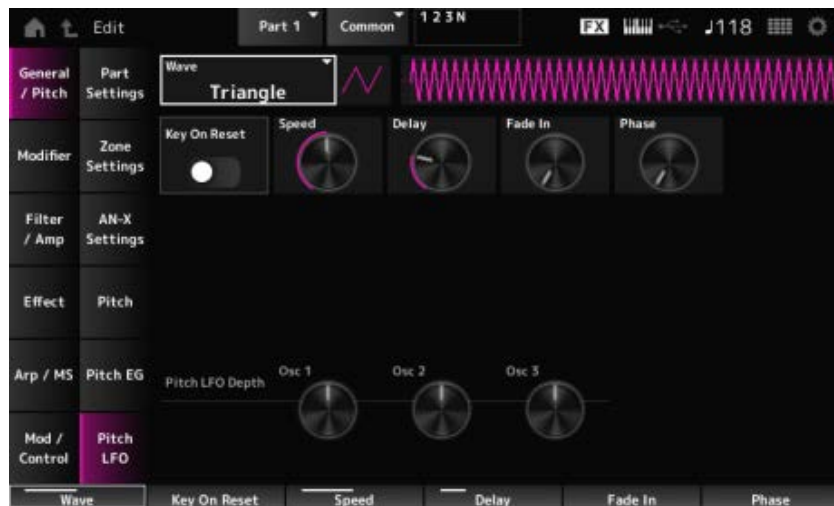 Edit
Part 1
Common
1 2 3 N
FX
♩118
General / Pitch
Part Settings
Wave
Triangle
Modifier
Zone Settings
Key On Reset
Speed
Delay
Fade In
Phase
Filter / Amp
AN-X Settings
Effect
Pitch
Arp / MS
Pitch EG
Pitch LFO Depth
Osc 1
Osc 2
Osc 3
Mod / Control
Pitch LFO
Wave
Key On Reset
Speed
Delay
Fade In
Phase